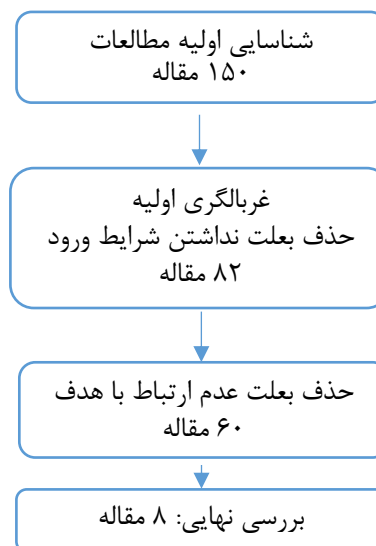 شناسایی اولیه مطالعات
۱۵۰ مقاله
غربالگری اولیه
حذف بعلت نداشتن شرایط ورود
۸۲ مقاله
حذف بعلت عدم ارتباط با هدف
۶۰ مقاله
بررسی نهایی: ۸ مقاله